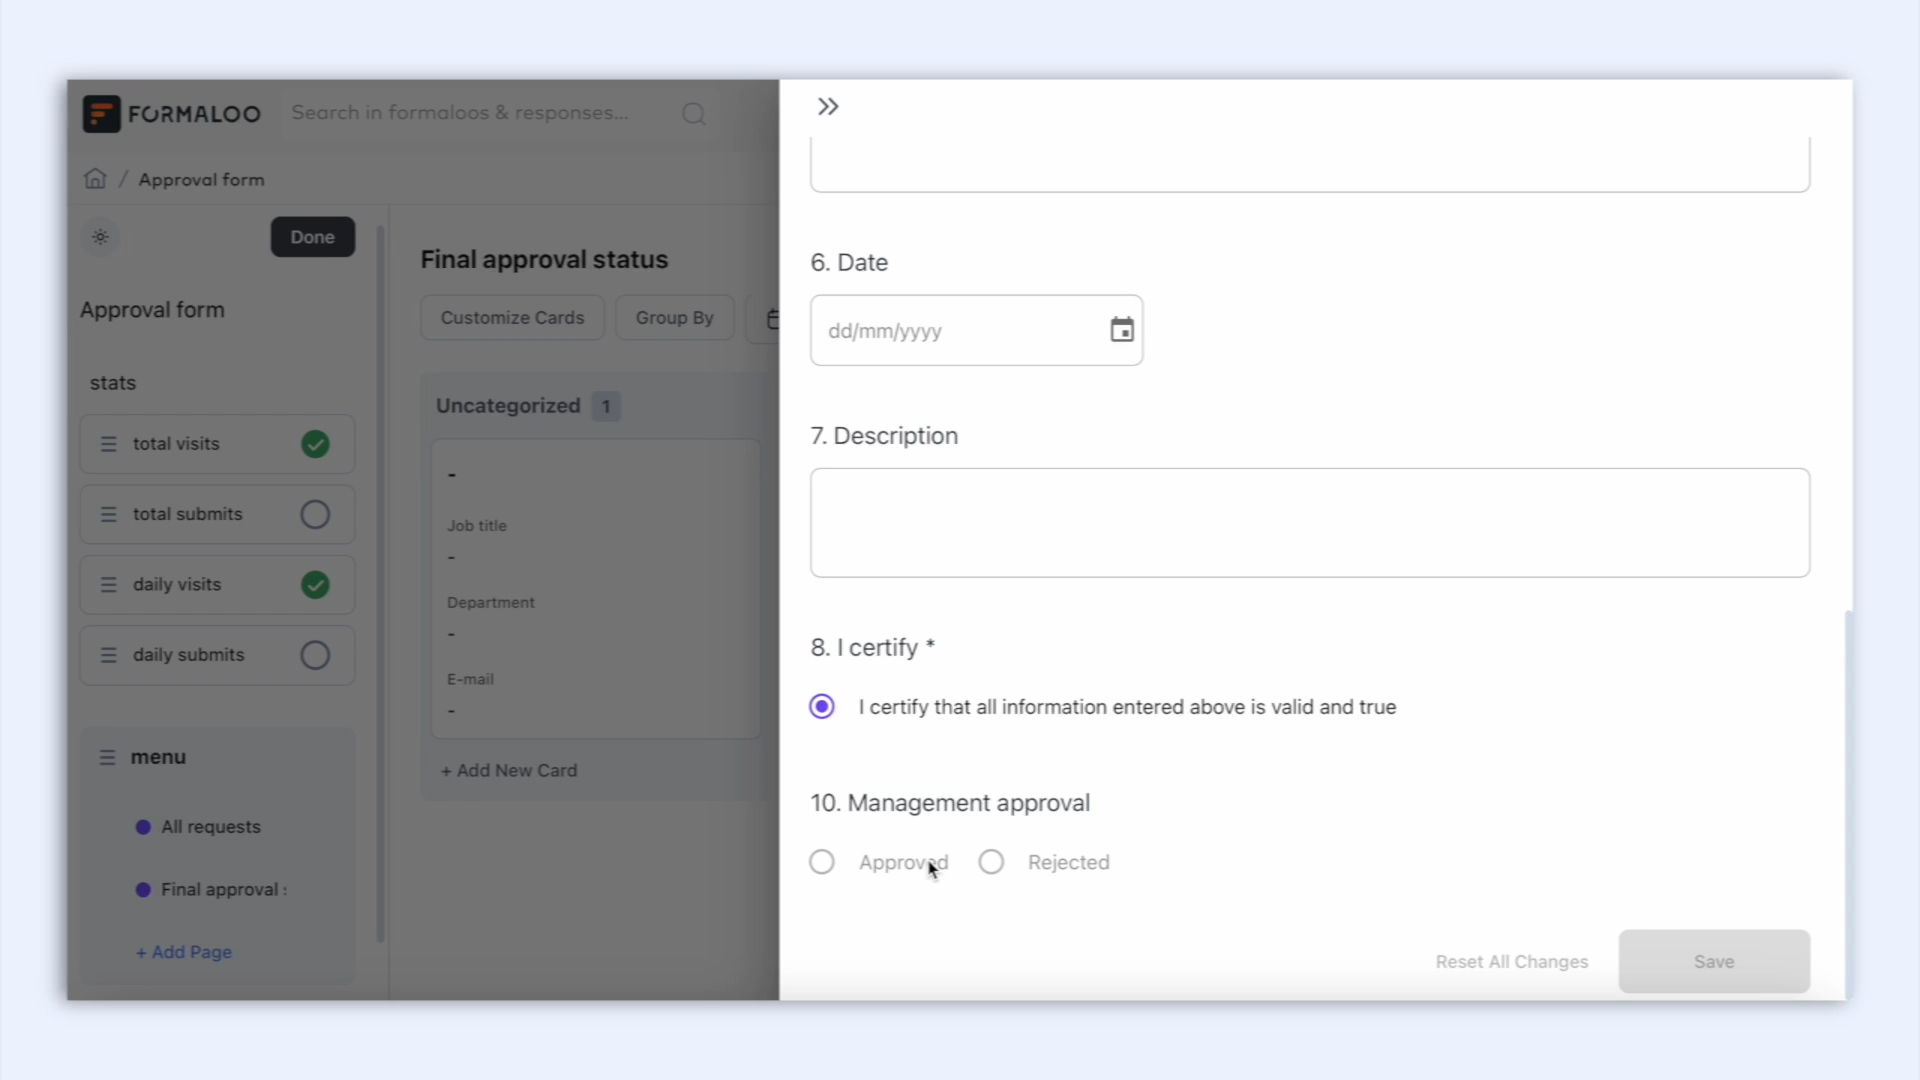 FORMALOO
Search in formaloos & responses...
/ Approval form
Done
Approval form
stats
total visits
total submits
daily visits
daily submits
menu
All requests
Final approval
+ Add Page
Final approval status
Customize Cards
Group By
Uncategorized 1
-
Job title
-
Department
-
E-mail
-
+ Add New Card
6. Date
dd/mm/yyyy
7. Description
8. I certify *
I certify that all information entered above is valid and true
10. Management approval
Approved
Rejected
Reset All Changes
Save